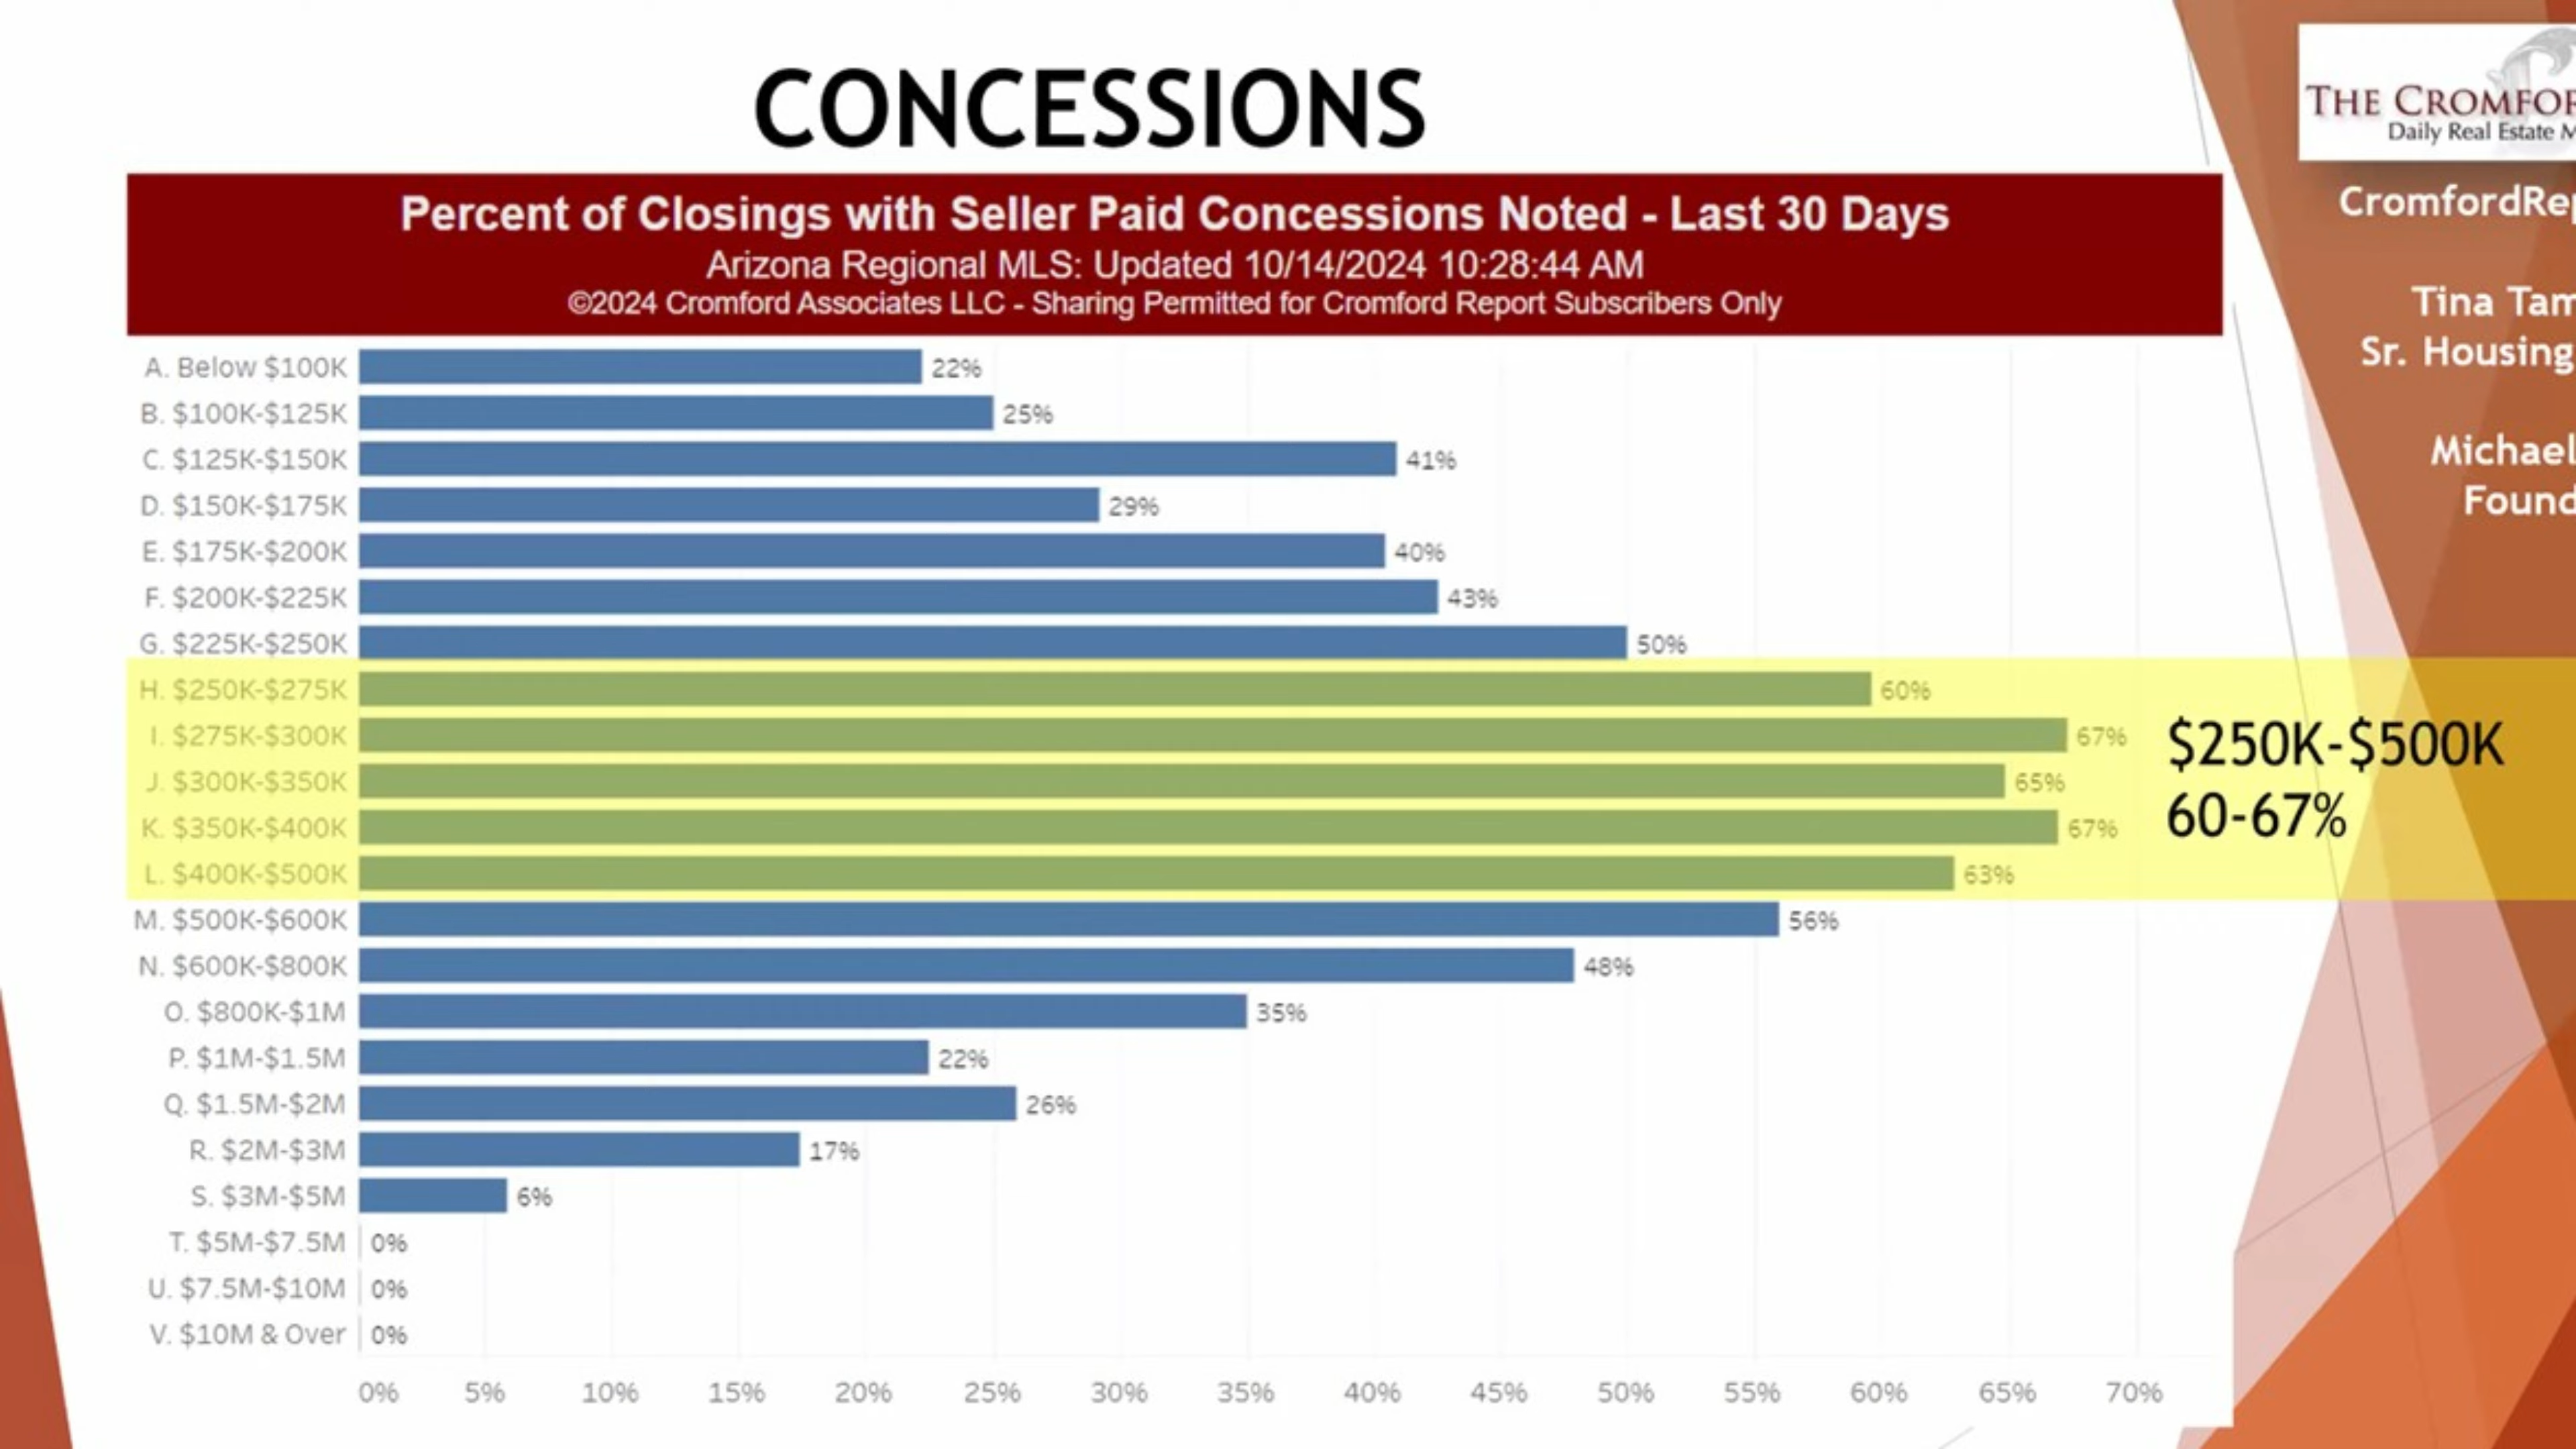 CONCESSIONS
Percent of Closings with Seller Paid Concessions Noted - Last 30 Days
Arizona Regional MLS: Updated 10/14/2024 10:28:44 AM
©2024 Cromford Associates LLC - Sharing Permitted for Cromford Report Subscribers Only
A. Below $100K 22%
B. $100K-$125K 25%
C. $125K-$150K 41%
D. $150K-$175K 29%
E. $175K-$200K 40%
F. $200K-$225K 43%
G. $225K-$250K 50%
H. $250K-$275K 60%
I. $275K-$300K 67%
J. $300K-$350K 65%
K. $350K-$400K 67%
L. $400K-$500K 63%
M. $500K-$600K 56%
N. $600K-$800K 48%
O. $800K-$1M 35%
P. $1M-$1.5M 22%
Q. $1.5M-$2M 26%
R. $2M-$3M 17%
S. $3M-$5M 6%
T. $5M-$7.5M 0%
U. $7.5M-$10M 0%
V. $10M & Over 0%
0% 5% 10% 15% 20% 25% 30% 35% 40% 45% 50% 55% 60% 65% 70%
$250K-$500K
60-67%
THE CROMFOR
Daily Real Estate M
CromfordRep
Tina Tam
Sr. Housing
Michael
Found